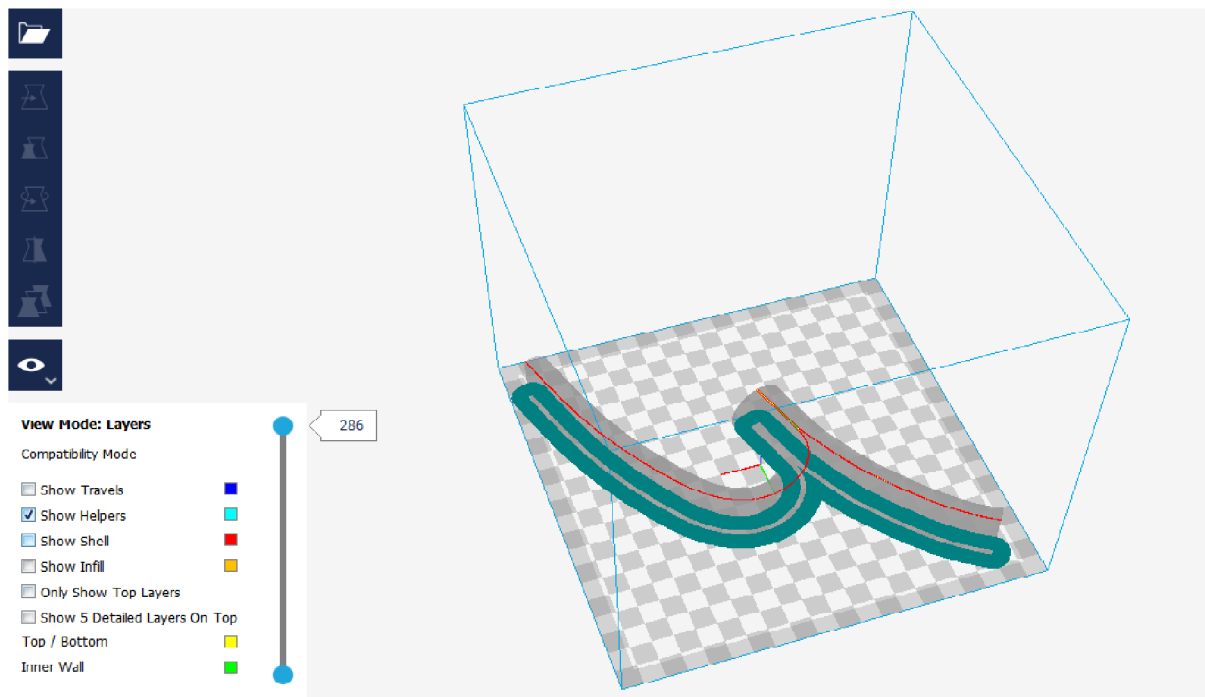 View Mode: Layers
286
Compatibility Mode
Show Travels
Show Helpers
Show Shell
Show Infill
Only Show Top Layers
Show 5 Detailed Layers On Top
Top / Bottom
Inner Wall